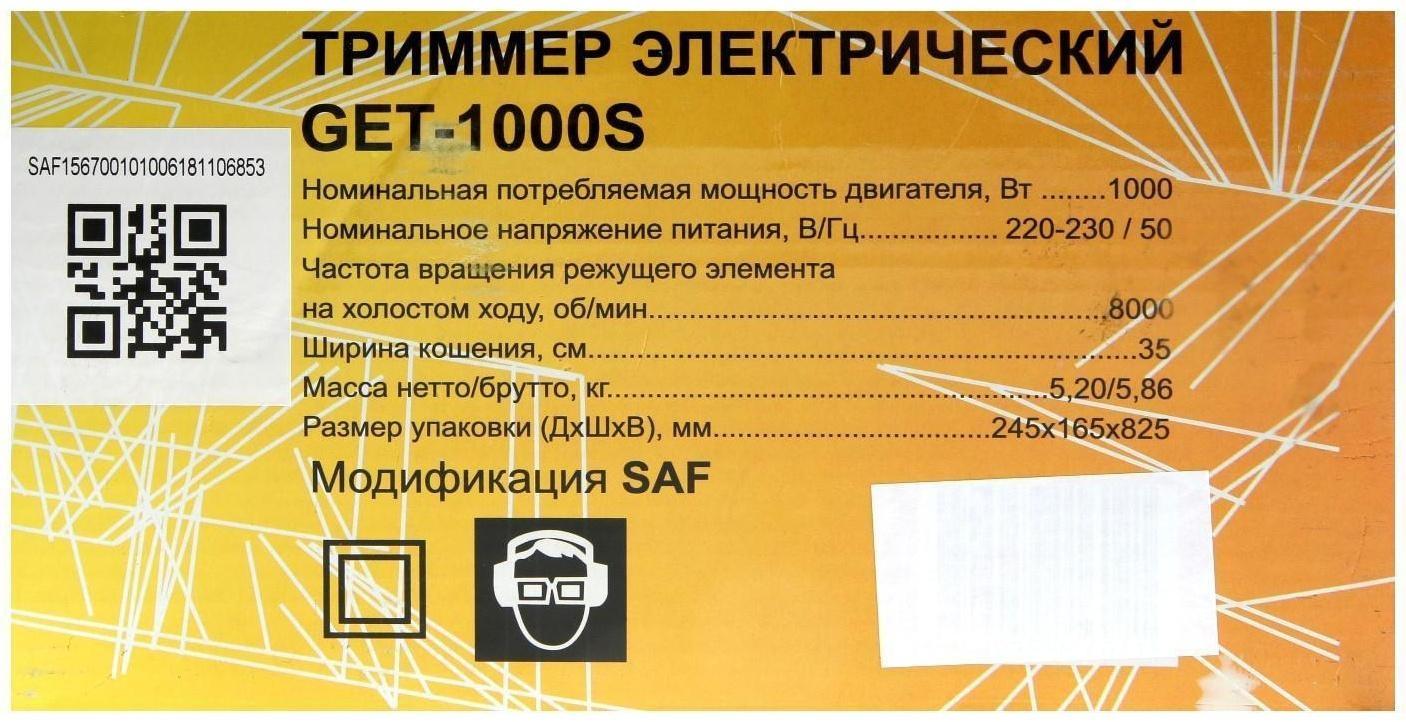 ТРИММЕР ЭЛЕКТРИЧЕСКИЙ
GET-1000S
SAF156700101006181106853
Номинальная потребляемая мощность двигателя, Вт ........1000
Номинальное напряжение питания, В/Гц................. 220-230 / 50
Частота вращения режущего элемента
на холостом ходу, об/мин.......................................................8000
Ширина кошения, см..................................................................35
Масса нетто/брутто, кг.....................................................5,20/5,86
Размер упаковки (ДхШхВ), мм..................................245х165х825
Модификация SAF